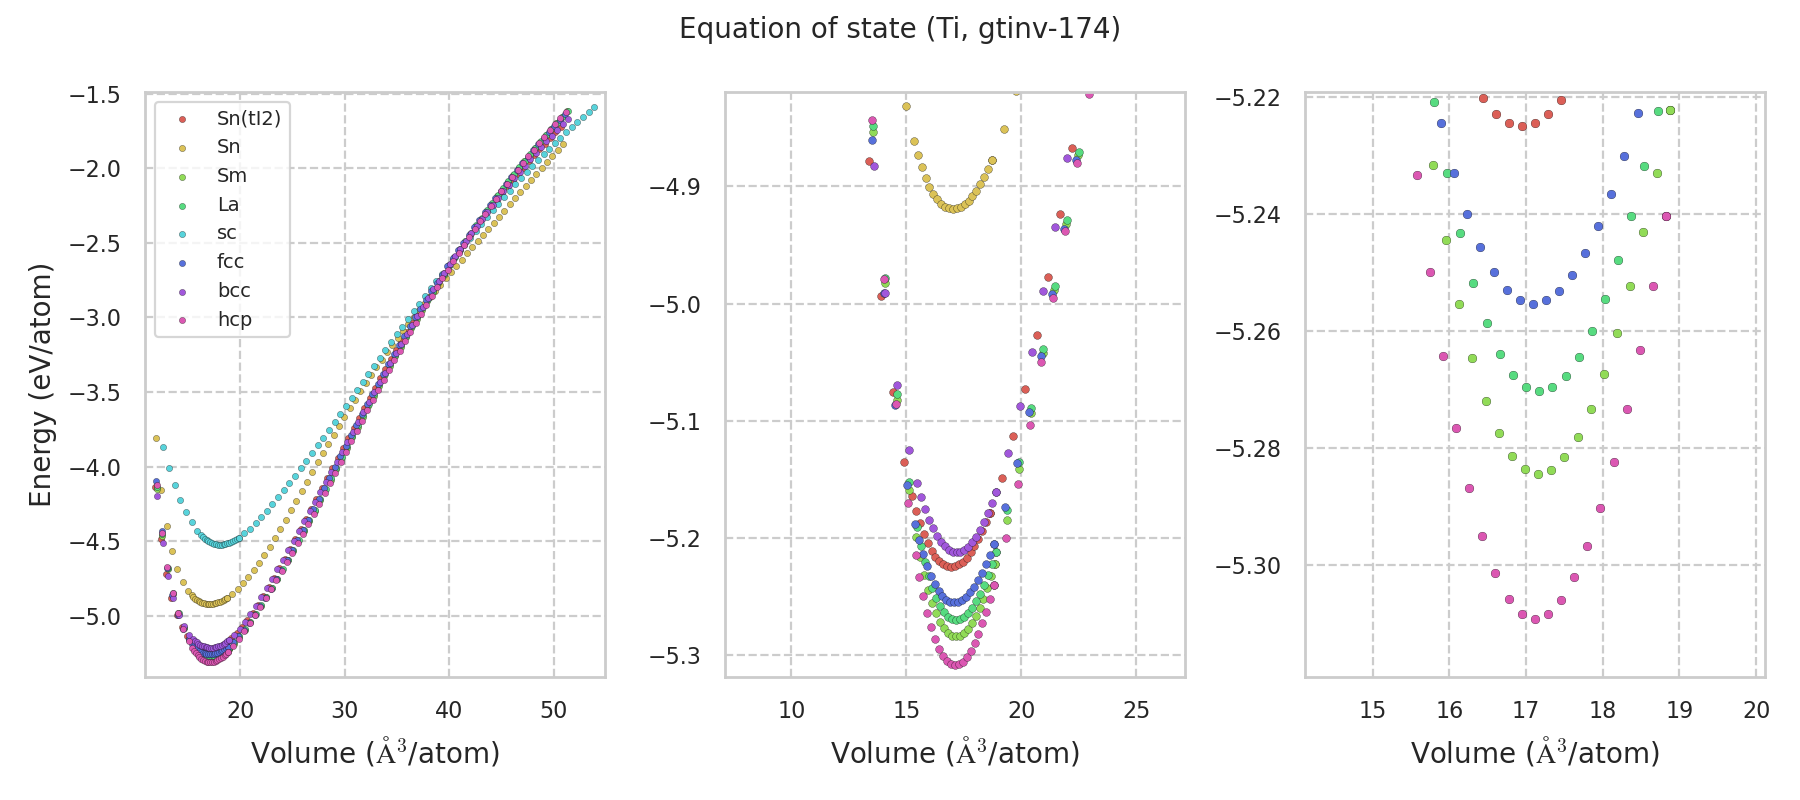 Equation of state (Ti, gtinv-174)
Energy (eV/atom)
−1.5
−2.0
−2.5
−3.0
−3.5
−4.0
−4.5
−5.0
Sn(tI2)
Sn
Sm
La
sc
fcc
bcc
hcp
20 30 40 50
Volume (Å³/atom)
−4.9
−5.0
−5.1
−5.2
−5.3
10 15 20 25
Volume (Å³/atom)
−5.22
−5.24
−5.26
−5.28
−5.30
15 16 17 18 19 20
Volume (Å³/atom)